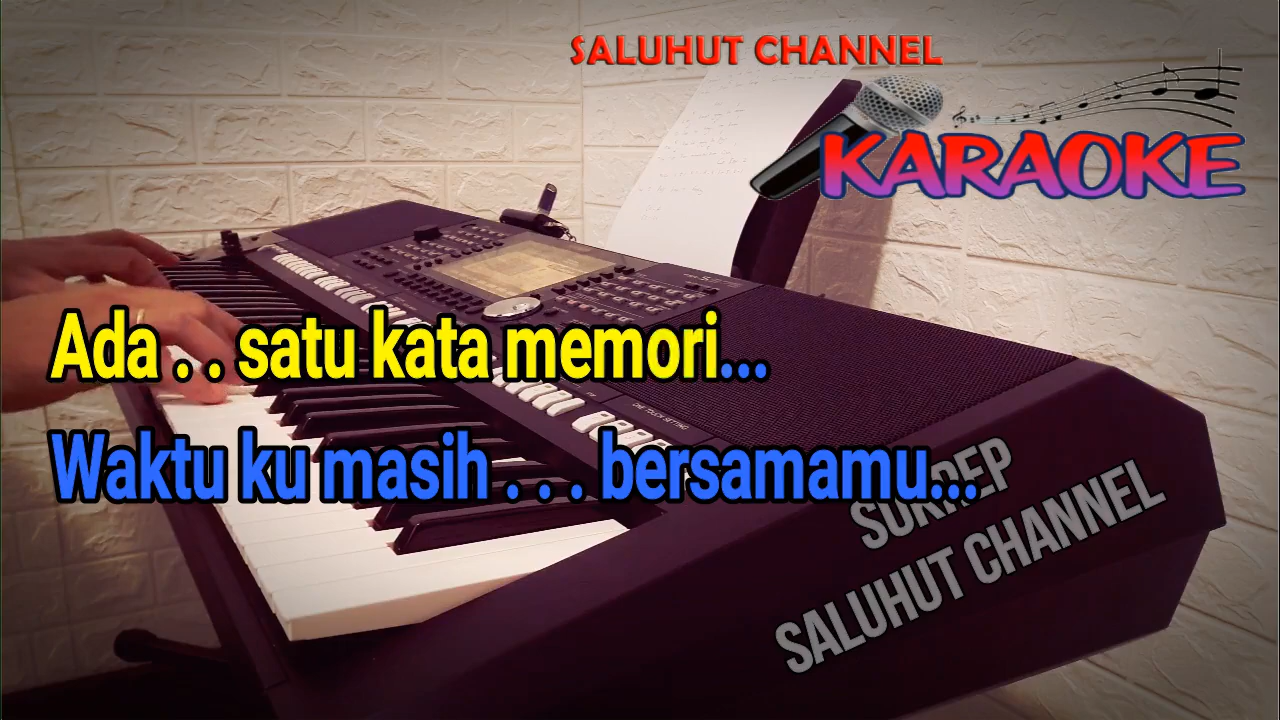 SALUHUT CHANNEL
KARAOKE
Ada . . satu kata memori...
Waktu ku masih . . . bersamamu...
SALUHUT CHANNEL